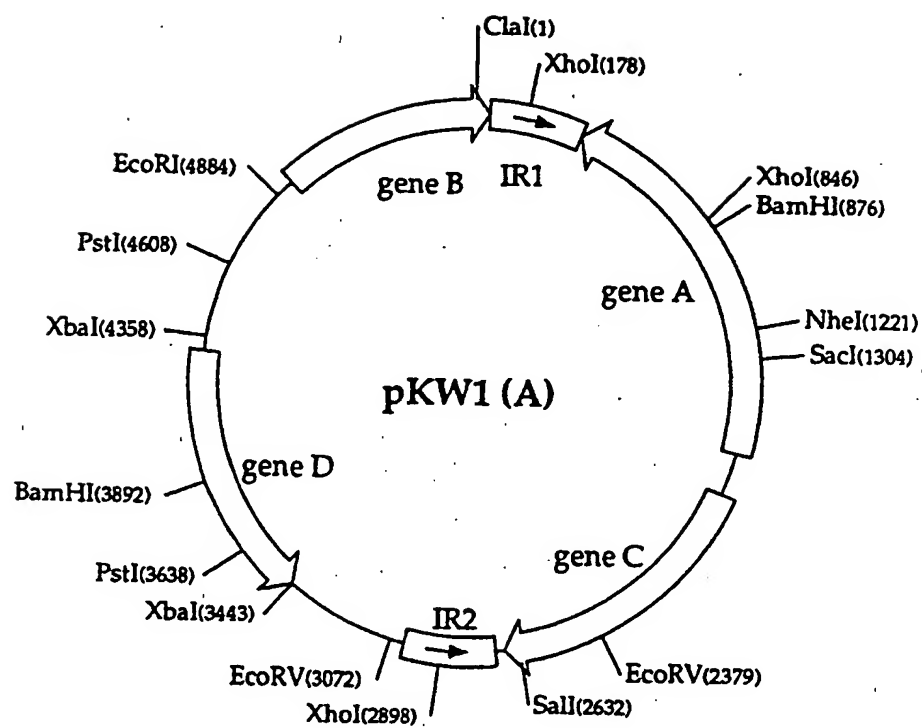 ClaI(1)
XhoI(178)
EcoRI(4884)
gene B
IR1
XhoI(846)
BamHI(876)
PstI(4608)
gene A
XbaI(4358)
NheI(1221)
SacI(1304)
pKW1 (A)
gene D
BamHI(3892)
gene C
PstI(3638)
XbaI(3443)
IR2
EcoRV(3072)
EcoRV(2379)
XhoI(2898)
SalI(2632)